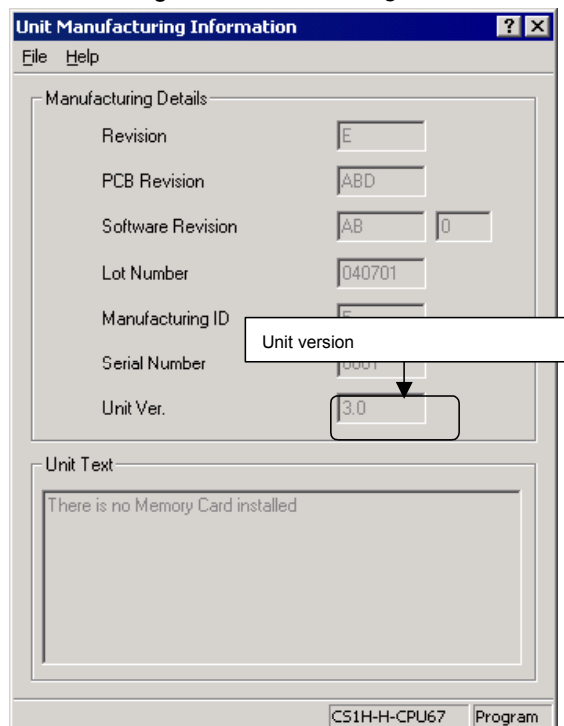 Unit Manufacturing Information
File Help
Manufacturing Details
Revision E
PCB Revision ABD
Software Revision AB 0
Lot Number 040701
Manufacturing ID
Unit version
Serial Number 0001
Unit Ver. 3.0
Unit Text
There is no Memory Card installed
CS1H-H-CPU67 Program